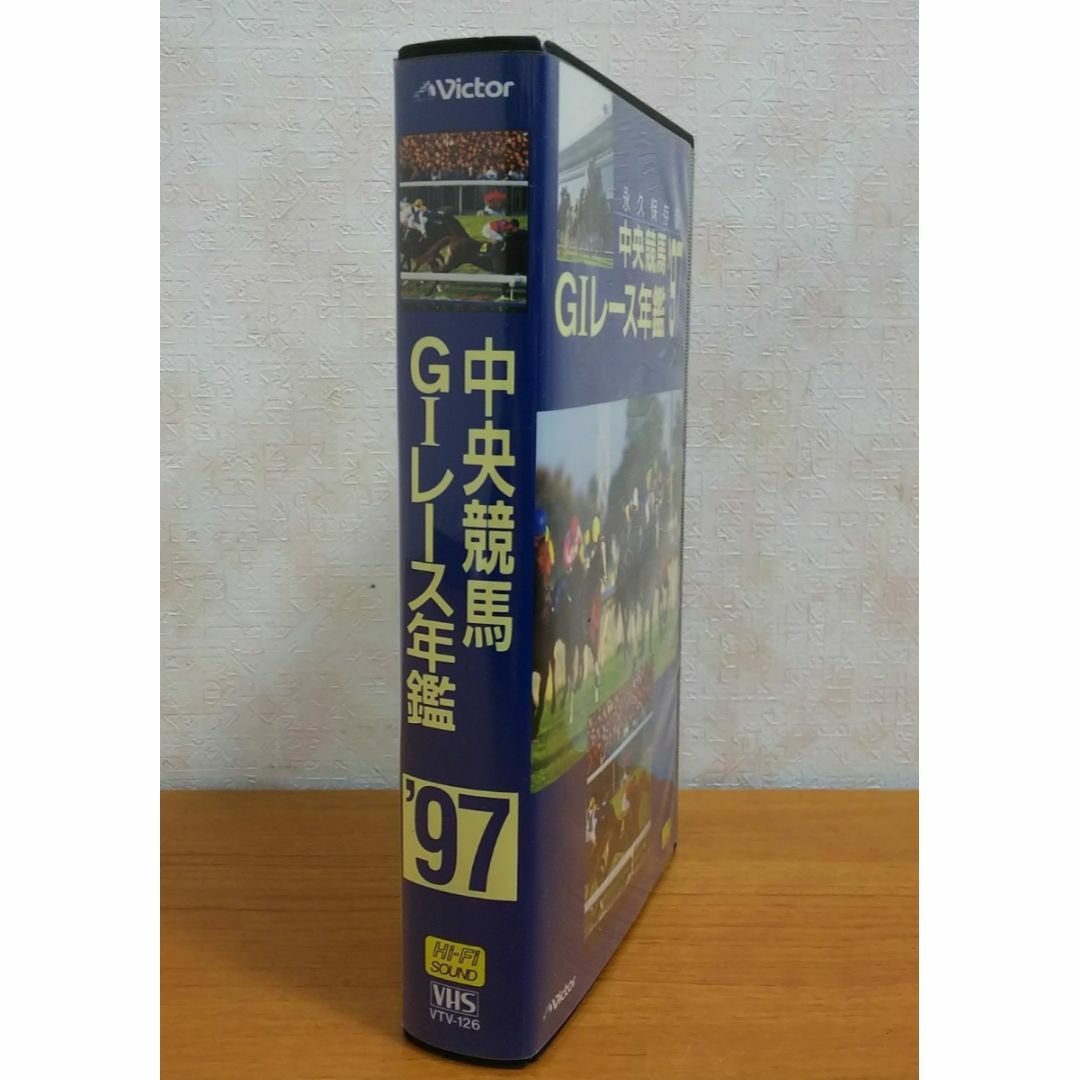 Victor
中央競馬
GIレース年鑑
'97
Hi-Fi
SOUND
VHS
VTV-126
永久保存
中央競馬
GIレース年鑑
'97
Victor